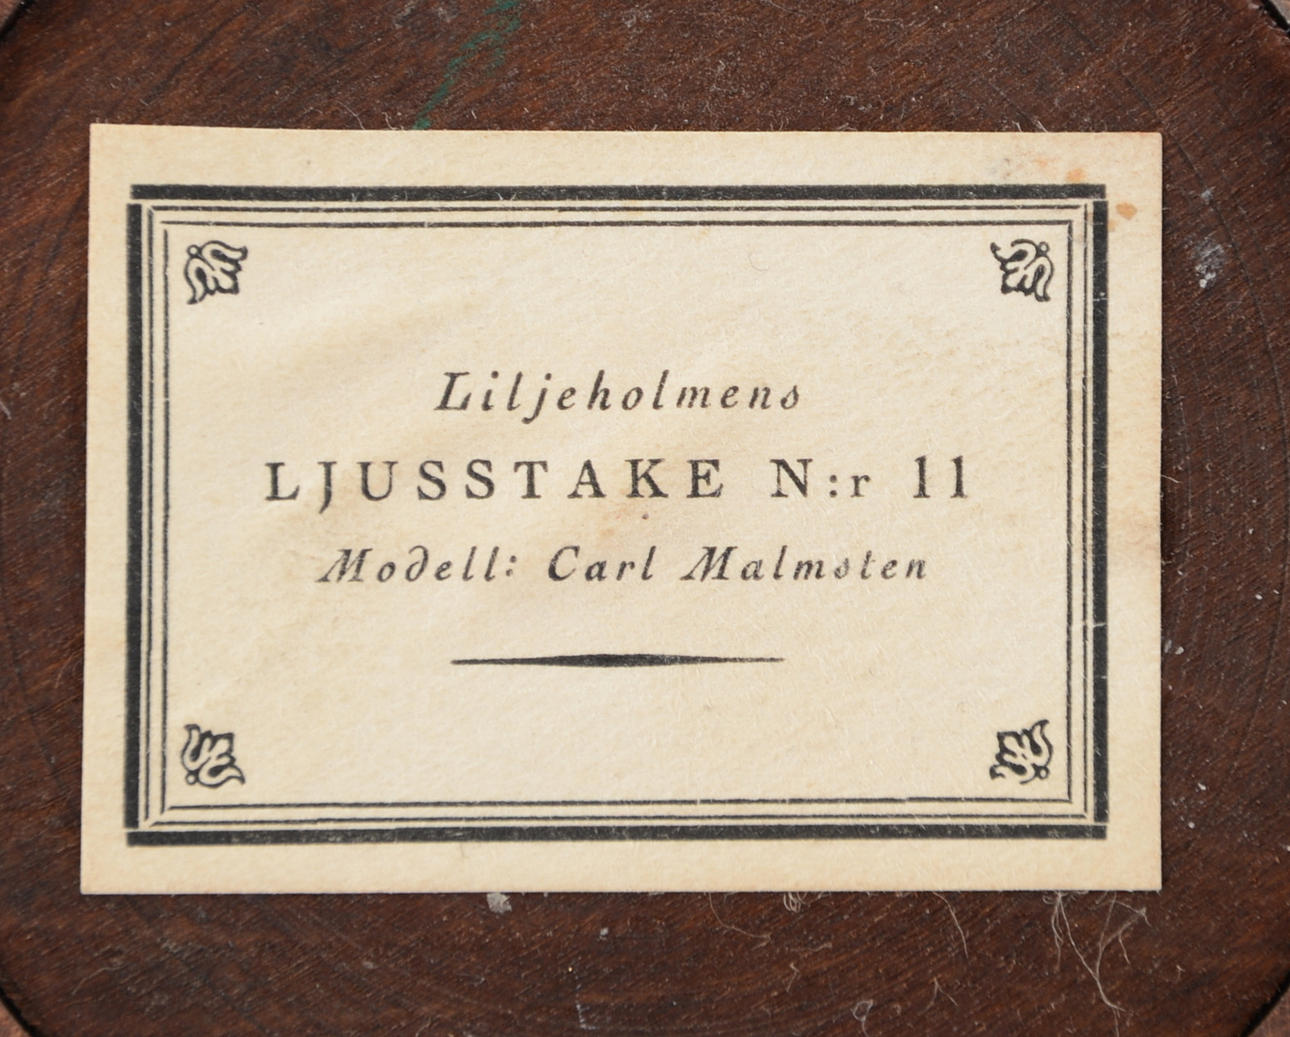 Liljeholmens
LJUSSTAKE N:r 11
Modell: Carl Malmsten